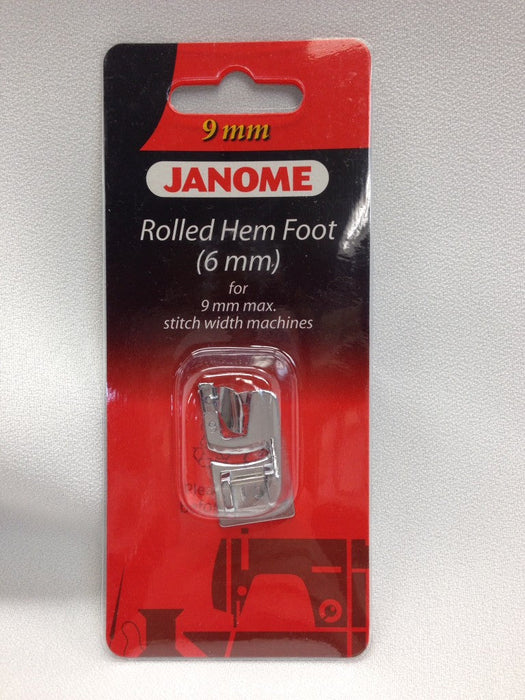 9 mm
JANOME
Rolled Hem Foot
(6 mm)
for
9 mm max.
stitch width machines